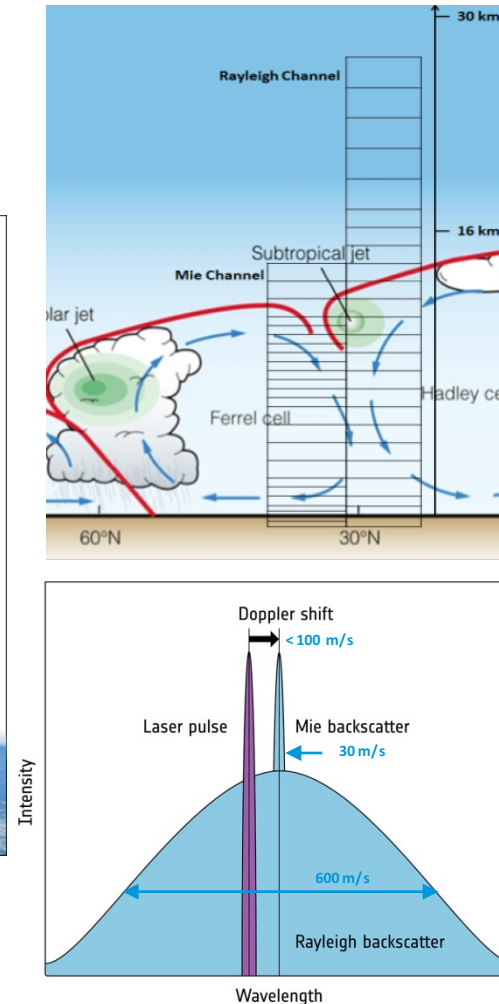 30 km
Rayleigh Channel
16 km
Subtropical jet
Mie Channel
lar jet
Hadley ce
Ferrel cell
60°N
30°N
Doppler shift
< 100 m/s
Laser pulse
Mie backscatter
30 m/s
Intensity
600 m/s
Rayleigh backscatter
Wavelength